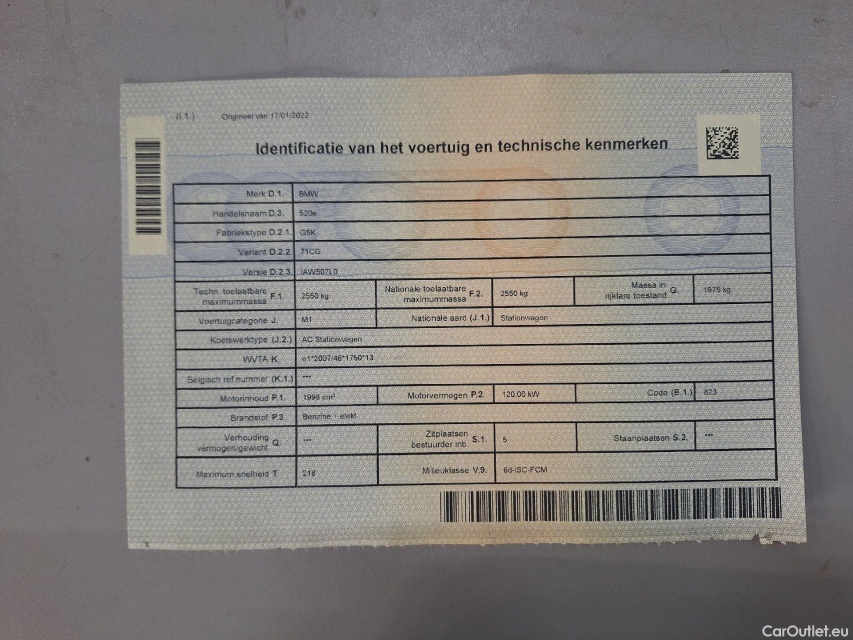 (I.1.) Origineel van 17/01/2022
Identificatie van het voertuig en technische kenmerken
Merk D.1. BMW
Handelsnaam D.3. 520e
Fabriekstype D.2.1. G5K
Variant D.2.2. 71CG
Versie D.2.3. IAW507L0
Techn. toelaatbare maximummassa F.1. 2550 kg Nationale toelaatbare maximummassa F.2. 2550 kg Massa in rijklare toestand G. 1975 kg
Voertuigcategorie J. M1 Nationale aard (J.1.) Stationwagen
Koetswerktype (J.2.) AC Stationwagen
WVTA K. e1*2007/46*1750*13
Belgisch ref nummer (K.1.) ---
Motorinhoud P.1. 1998 cm³ Motorvermogen P.2. 120.00 kW Code (E.1.) 823
Brandstof P.3. Benzine + elekt.
Verhouding vermogen/gewicht Q. --- Zitplaatsen bestuurder inb. S.1. 5 Staanplaatsen S.2. ---
Maximum snelheid T. 218 Milieuklasse V.9. 6d-ISC-FCM
CarOutlet.eu